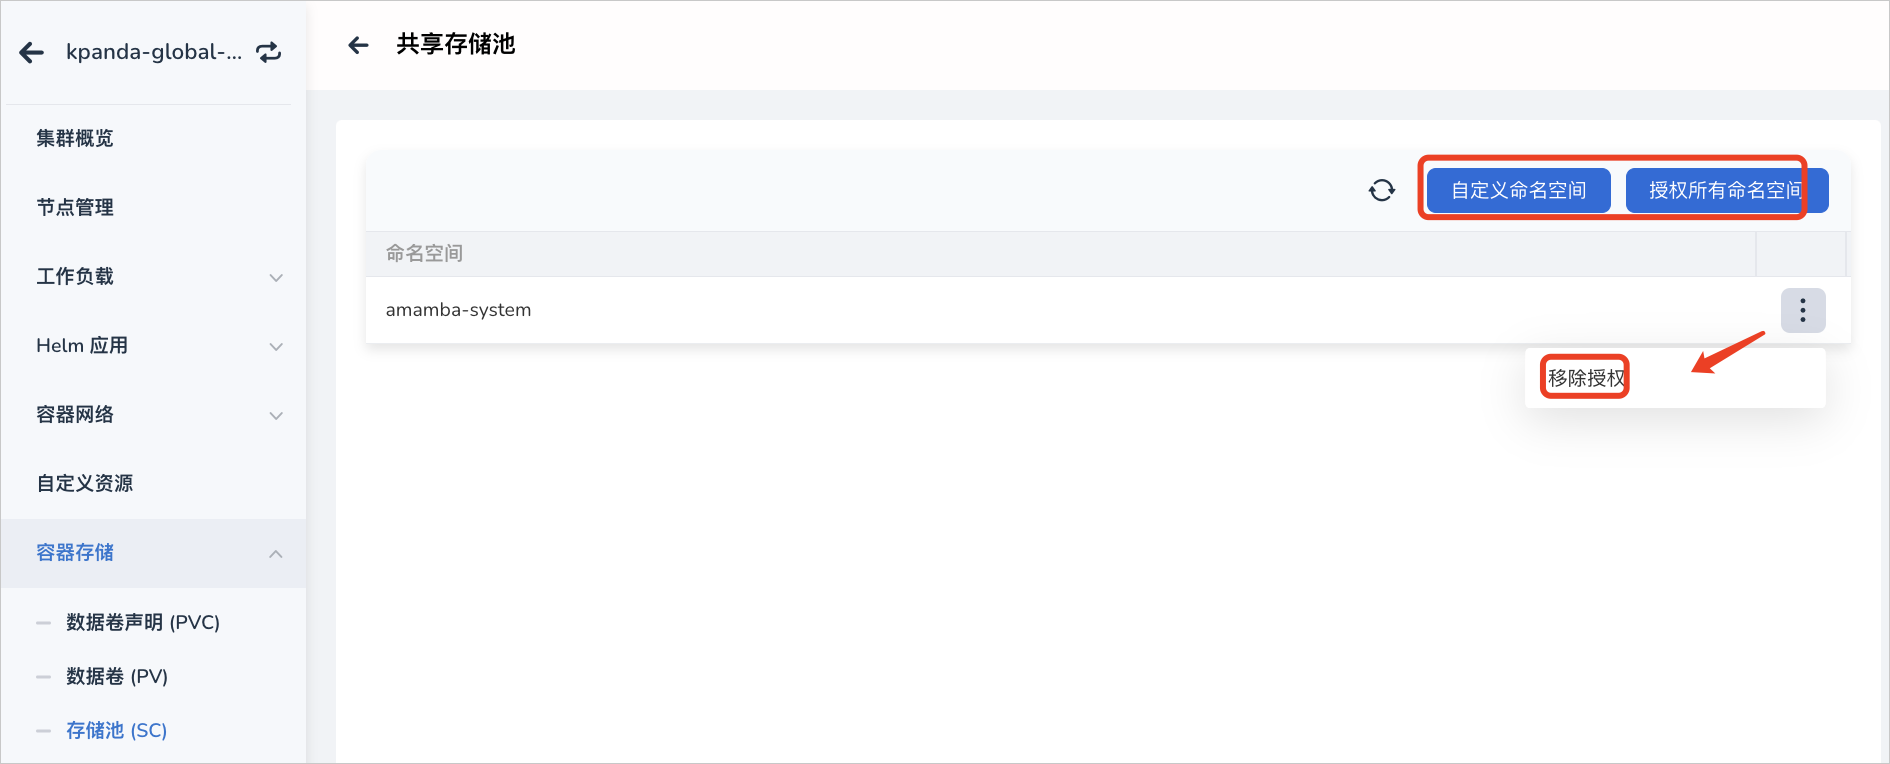 kpanda-global-...
集群概览
节点管理
工作负载
Helm 应用
容器网络
自定义资源
容器存储
数据卷声明 (PVC)
数据卷 (PV)
存储池 (SC)
共享存储池
自定义命名空间
授权所有命名空间
命名空间
amamba-system
移除授权